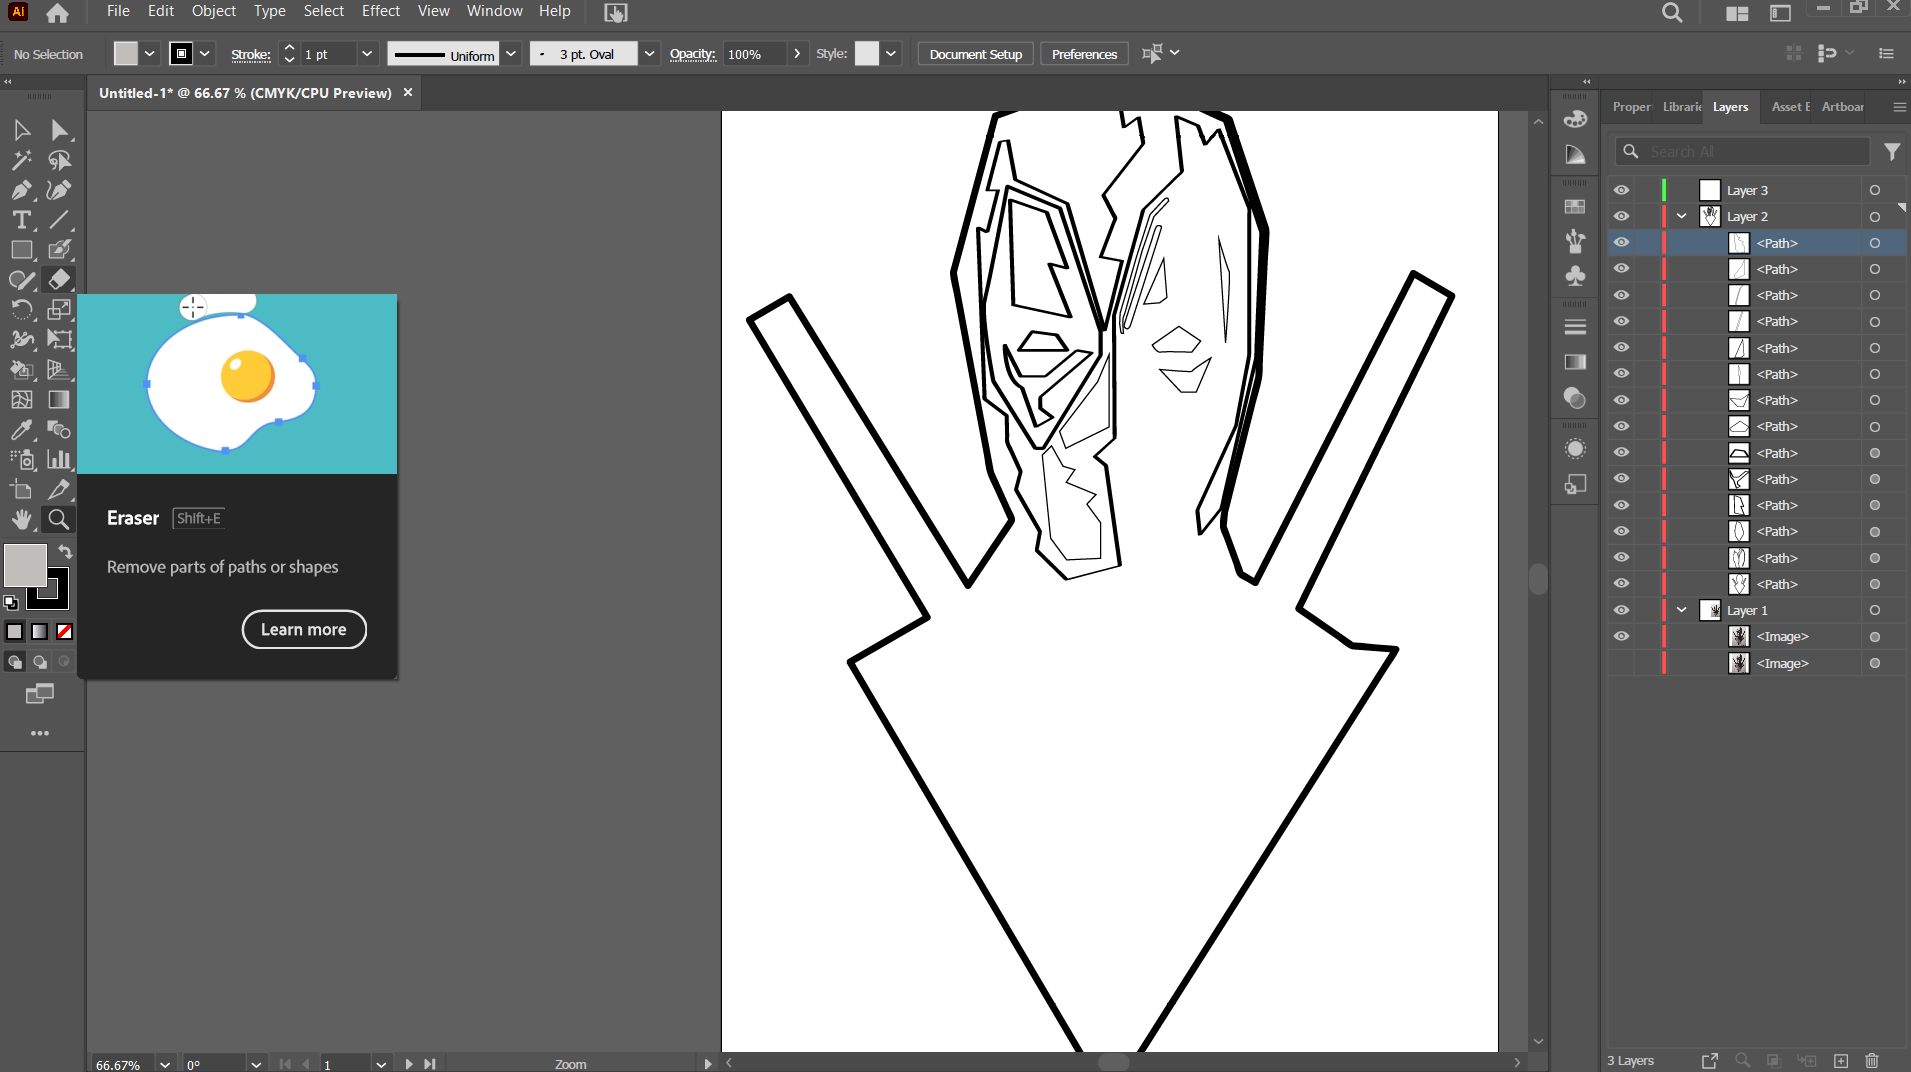 Ai File Edit Object Type Select Effect View Window Help
No Selection Stroke: 1 pt Uniform 3 pt. Oval Opacity: 100% Style: Document Setup Preferences
Untitled-1* @ 66.67 % (CMYK/CPU Preview)
Proper Librarie Layers Asset E Artboar
Search All
Layer 3
Layer 2
<Path>
<Path>
<Path>
<Path>
<Path>
<Path>
<Path>
<Path>
<Path>
<Path>
<Path>
<Path>
<Path>
<Path>
Layer 1
<Image>
<Image>
Eraser Shift+E
Remove parts of paths or shapes
Learn more
66.67% 0° 1 Zoom
3 Layers